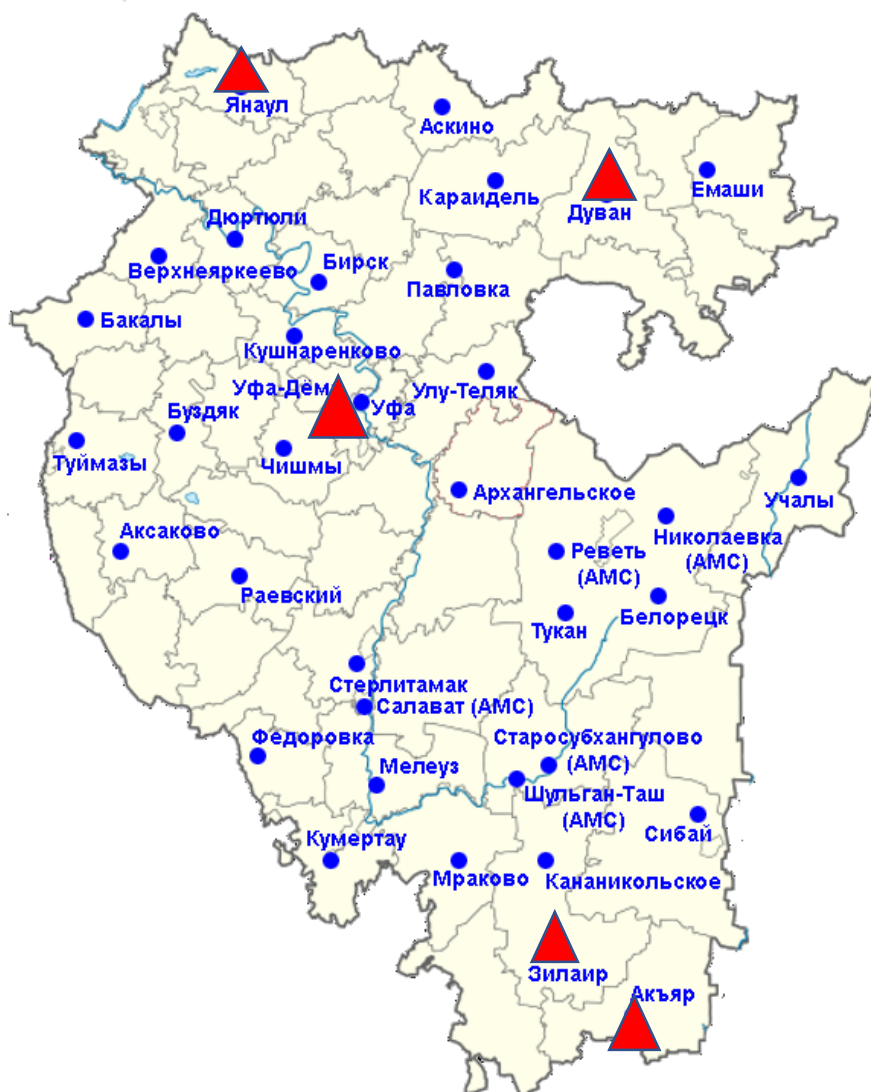 Янаул
Аскино
Караидель
Дуван
Емаши
Дюртюли
Верхнеяркеево
Бирск
Павловка
Бакалы
Кушнаренково
Уфа-Дем
Уфа
Улу-Теляк
Буздяк
Туймазы
Чишмы
Архангельское
Учалы
Николаевка
(АМС)
Аксаково
Реветь
(АМС)
Раевский
Белорецк
Тукан
Стерлитамак
Салават (АМС)
Федоровка
Старосубхангулово
(АМС)
Мелеуз
Шульган-Таш
(АМС)
Сибай
Кумертау
Мраково
Кананикольское
Зилаир
Акъяр